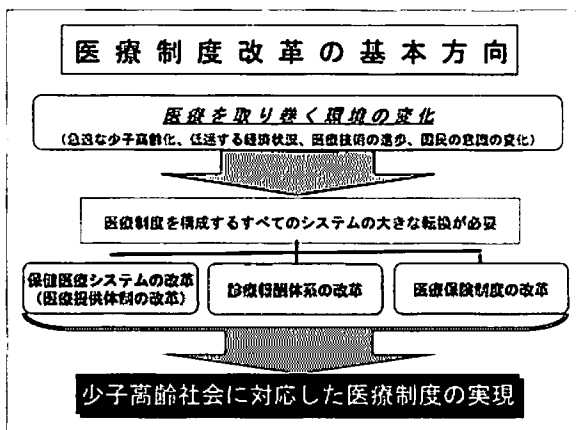 医療制度改革の基本方向
医療を取り巻く環境の変化
(急速な少子高齢化、低迷する経済状況、医療技術の進歩、国民の意識の変化)
医療制度を構成するすべてのシステムの大きな転換が必要
保健医療システムの改革
(医療提供体制の改革)
診療報酬体系の改革
医療保険制度の改革
少子高齢社会に対応した医療制度の実現